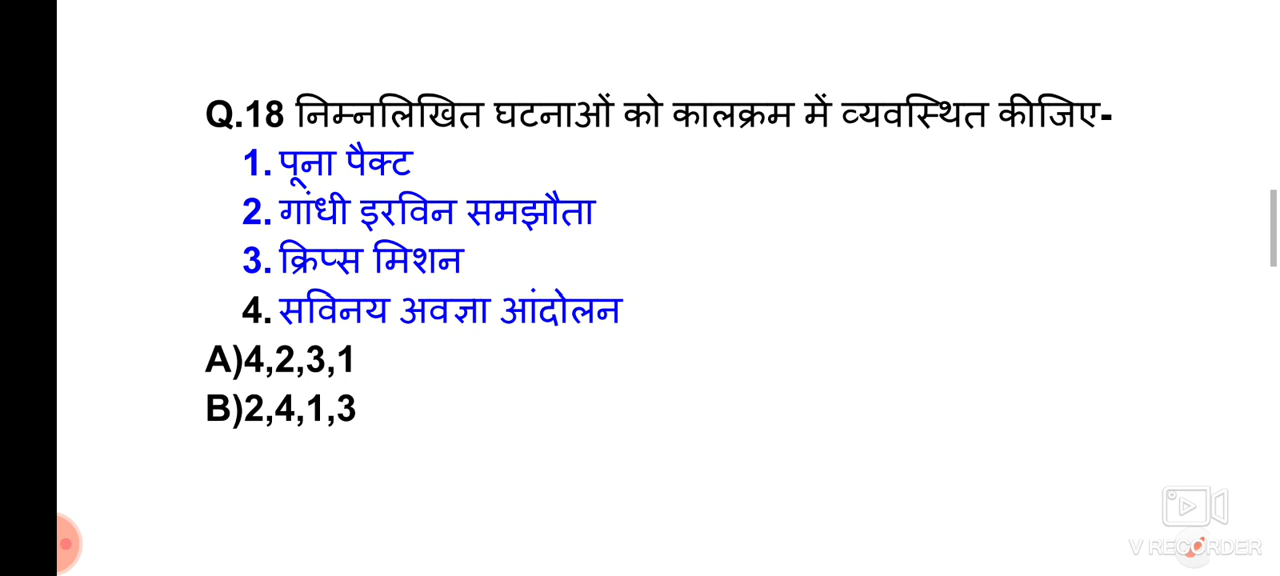 Q.18 निम्नलिखित घटनाओं को कालक्रम में व्यवस्थित कीजिए-
1. पूना पैक्ट
2. गांधी इरविन समझौता
3. क्रिप्स मिशन
4. सविनय अवज्ञा आंदोलन
A)4,2,3,1
B)2,4,1,3
V RECORDER